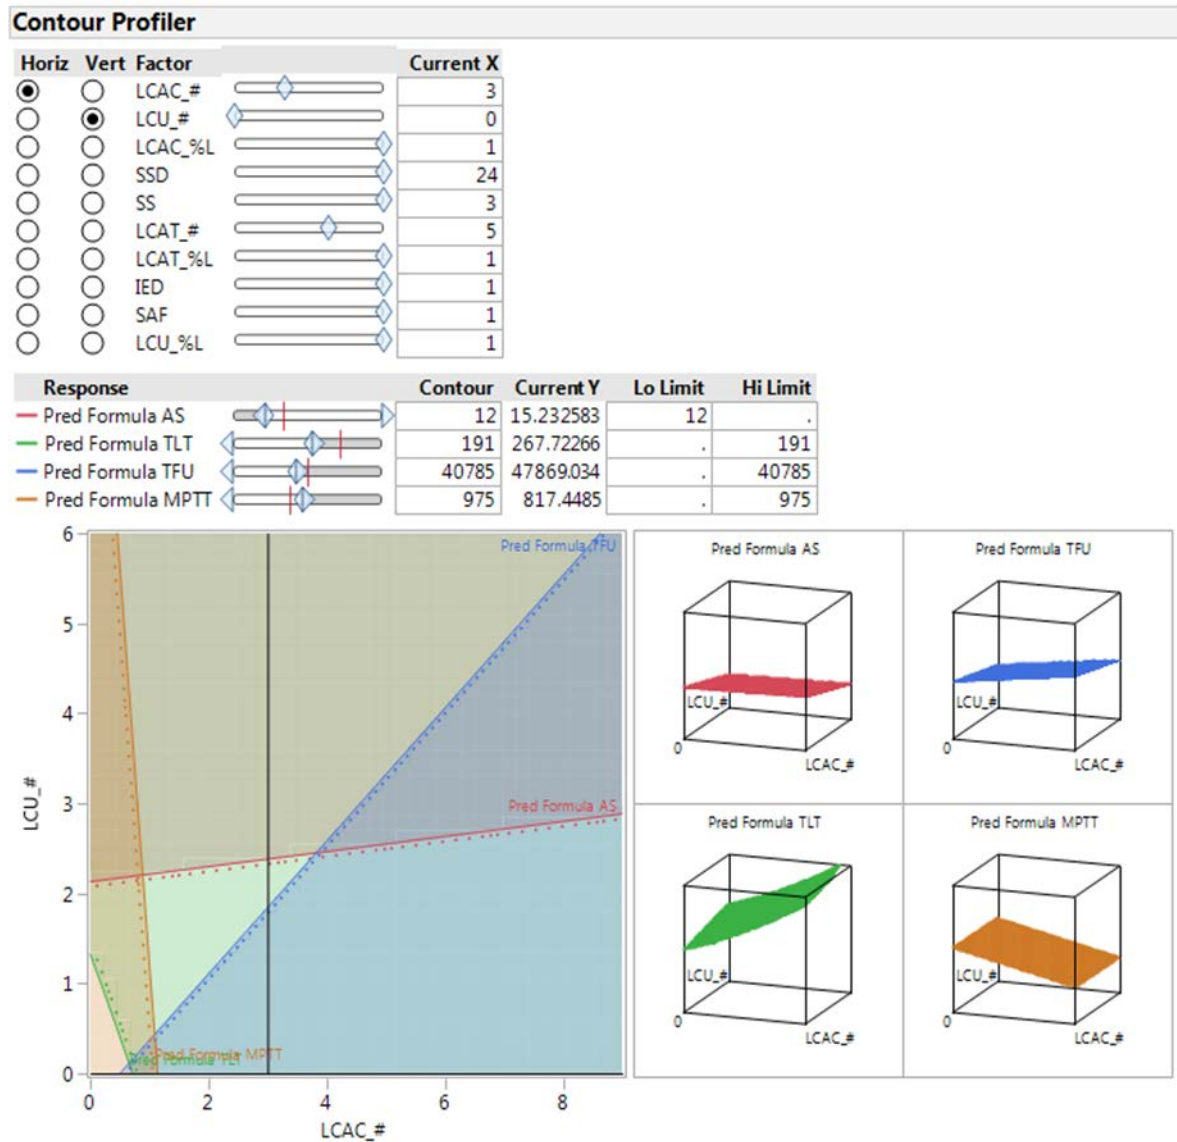 Contour Profiler
Horiz Vert Factor Current X
LCAC_# 3
LCU_# 0
LCAC_%L 1
SSD 24
SS 3
LCAT_# 5
LCAT_%L 1
IED 1
SAF 1
LCU_%L 1
Response Contour Current Y Lo Limit Hi Limit
Pred Formula AS 12 15.232583 12 .
Pred Formula TLT 191 267.72266 . 191
Pred Formula TFU 40785 47869.034 . 40785
Pred Formula MPTT 975 817.4485 . 975
6
Pred Formula TFU
5
4
3
Pred Formula AS
2
1
Pred Formula TLT
Pred Formula MPTT
0
LCU_#
0 2 4 6 8
LCAC_#
Pred Formula AS
LCU_#
0
LCAC_#
Pred Formula TFU
LCU_#
0
LCAC_#
Pred Formula TLT
LCU_#
0
LCAC_#
Pred Formula MPTT
LCU_#
0
LCAC_#